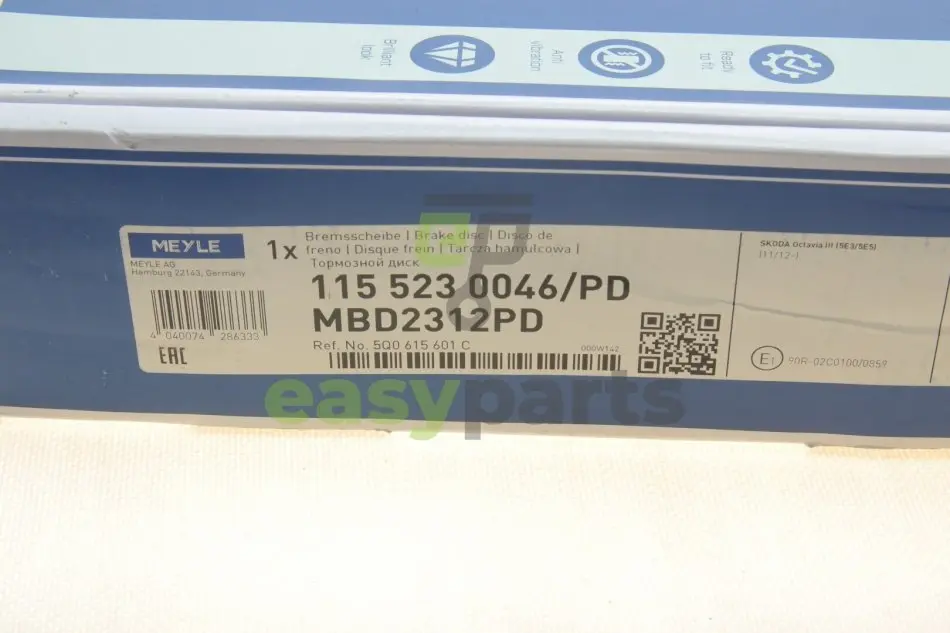 Brilliant
look
Anti
vibration
Ready
to fit
MEYLE
MEYLE AG
Hamburg 22143, Germany
4 040074 286333
EAC
1x
Bremsscheibe | Brake disc | Disco de
freno | Disque frein | Tarcza hamulcowa |
Тормозной диск
115 523 0046/PD
MBD2312PD
Ref. No. 5Q0 615 601 C
000W142
SKODA Octavia III (5E3/5E5)
(11/12-)
E1
90R-02C0100/0859
easyparts